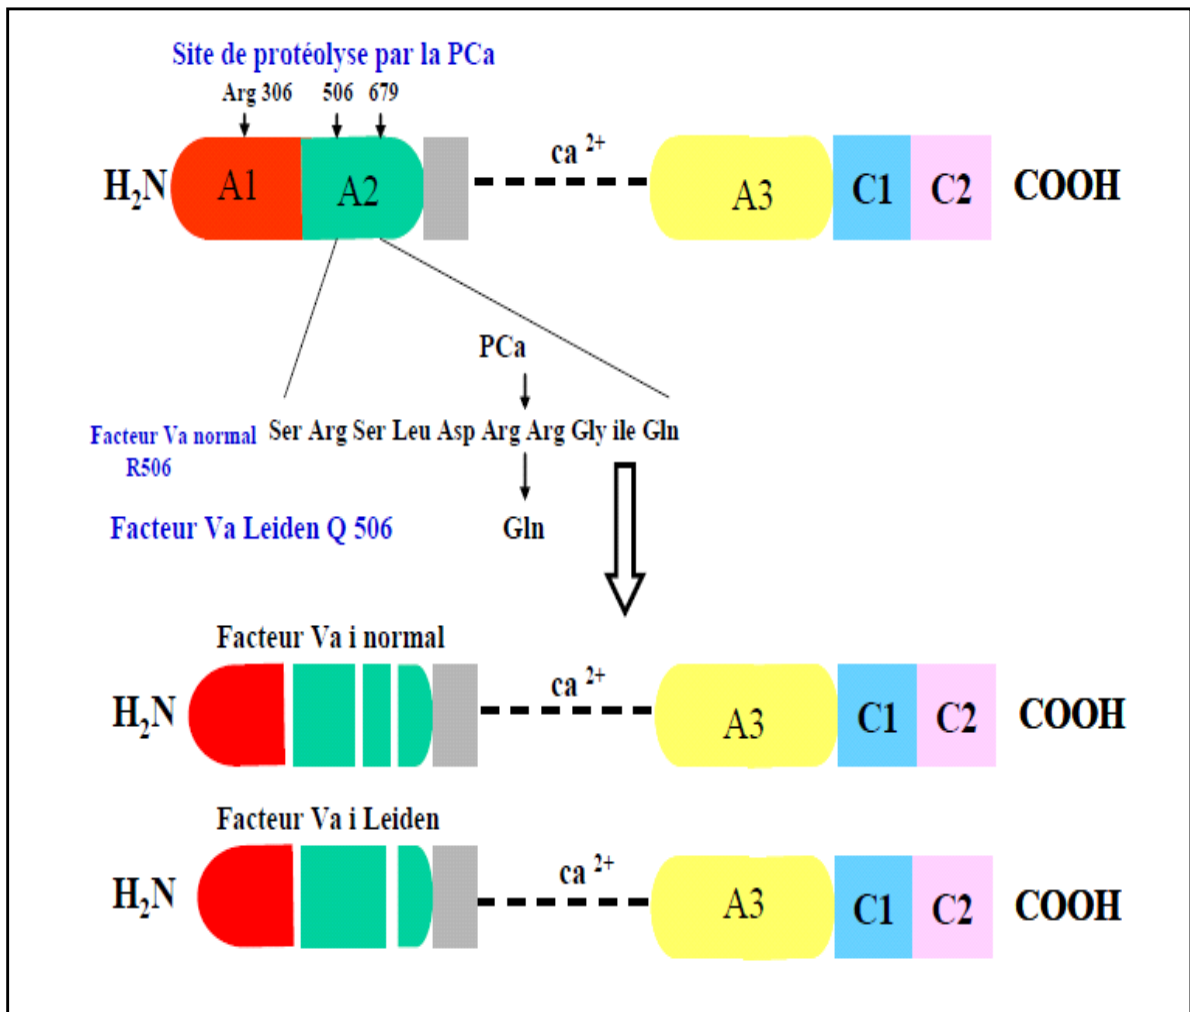 Site de protéolyse par la PCa
Arg 306 506 679
H₂N A1 A2 ca ²⁺ A3 C1 C2 COOH
PCa
Facteur Va normal Ser Arg Ser Leu Asp Arg Arg Gly ile Gln
R506
Facteur Va Leiden Q 506 Gln
Facteur Va i normal
H₂N ca ²⁺ A3 C1 C2 COOH
Facteur Va i Leiden
H₂N ca ²⁺ A3 C1 C2 COOH